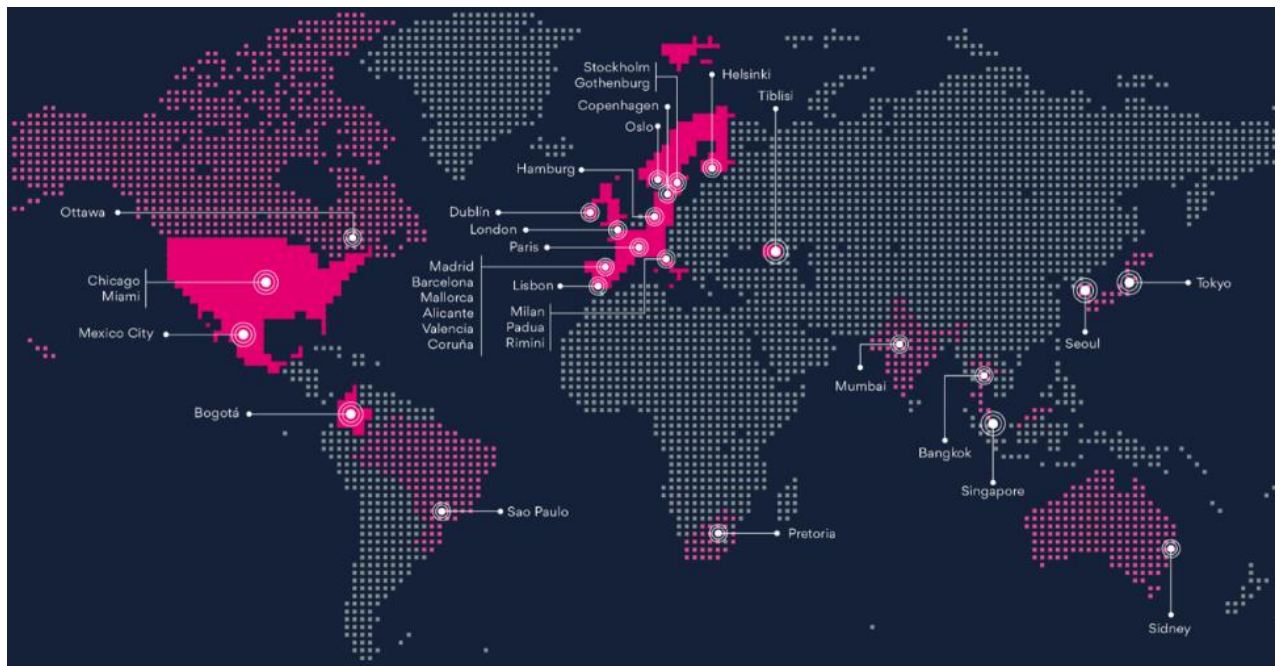 Stockholm
Gothenburg
Helsinki
Copenhagen
Tiblisi
Oslo
Hamburg
Ottawa
Dublín
London
Paris
Madrid
Barcelona
Mallorca
Alicante
Valencia
Coruña
Lisbon
Milan
Padua
Rimini
Chicago
Miami
Mexico City
Bogotá
Sao Paulo
Pretoria
Mumbai
Bangkok
Singapore
Seoul
Tokyo
Sidney